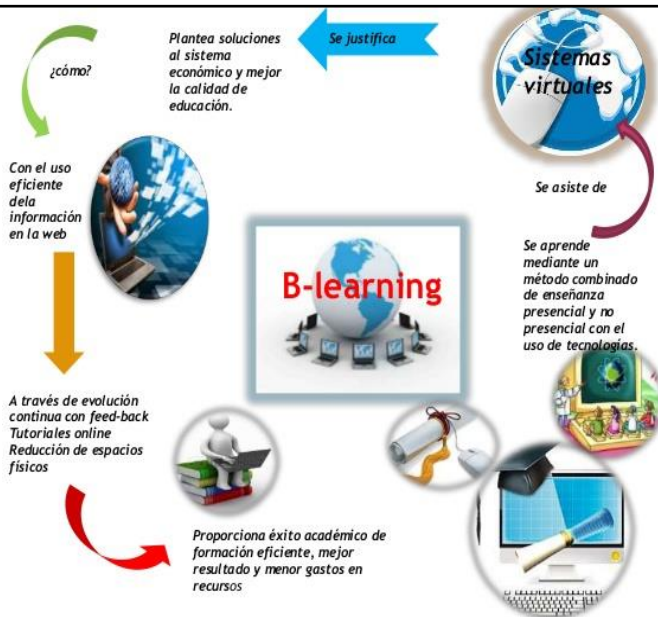 Plantea soluciones
al sistema
económico y mejor
la calidad de
educación.
Se justifica
Sistemas
virtuales
¿cómo?
Con el uso
eficiente
dela
información
en la web
Se asiste de
Se aprende
mediante un
método combinado
de enseñanza
presencial y no
presencial con el
uso de tecnologías.
B-learning
A través de evolución
continua con feed-back
Tutoriales online
Reducción de espacios
físicos
Proporciona éxito académico de
formación eficiente, mejor
resultado y menor gastos en
recursos